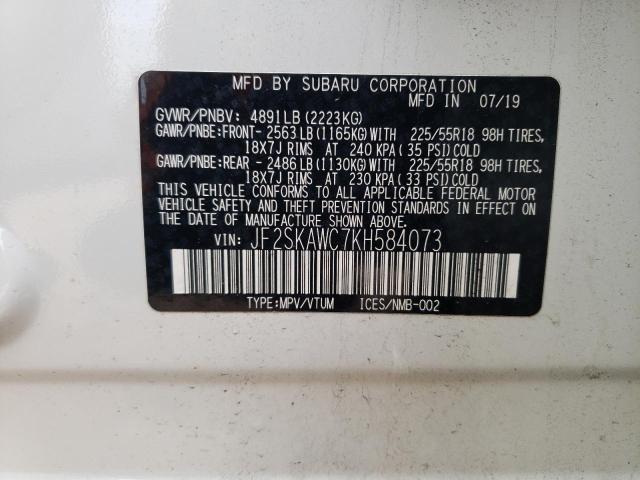 MFD BY SUBARU CORPORATION
MFD IN 07/19
GVWR/PNBV: 4891LB (2223KG)
GAWR/PNBE:FRONT- 2563LB (1165KG)WITH 225/55R18 98H TIRES,
18X7J RIMS AT 240 KPA ( 35 PSI)COLD
GAWR/PNBE:REAR - 2486LB (1130KG)WITH 225/55R18 98H TIRES,
18X7J RIMS AT 230 KPA ( 33 PSI)COLD
THIS VEHICLE CONFORMS TO ALL APPLICABLE FEDERAL MOTOR
VEHICLE SAFETY AND THEFT PREVENTION STANDARDS IN EFFECT
ON THE DATE OF MANUFACTURE SHOWN ABOVE.
VIN: JF2SKAWC7KH584073
TYPE:MPV/VTUM ICES/NMB-002